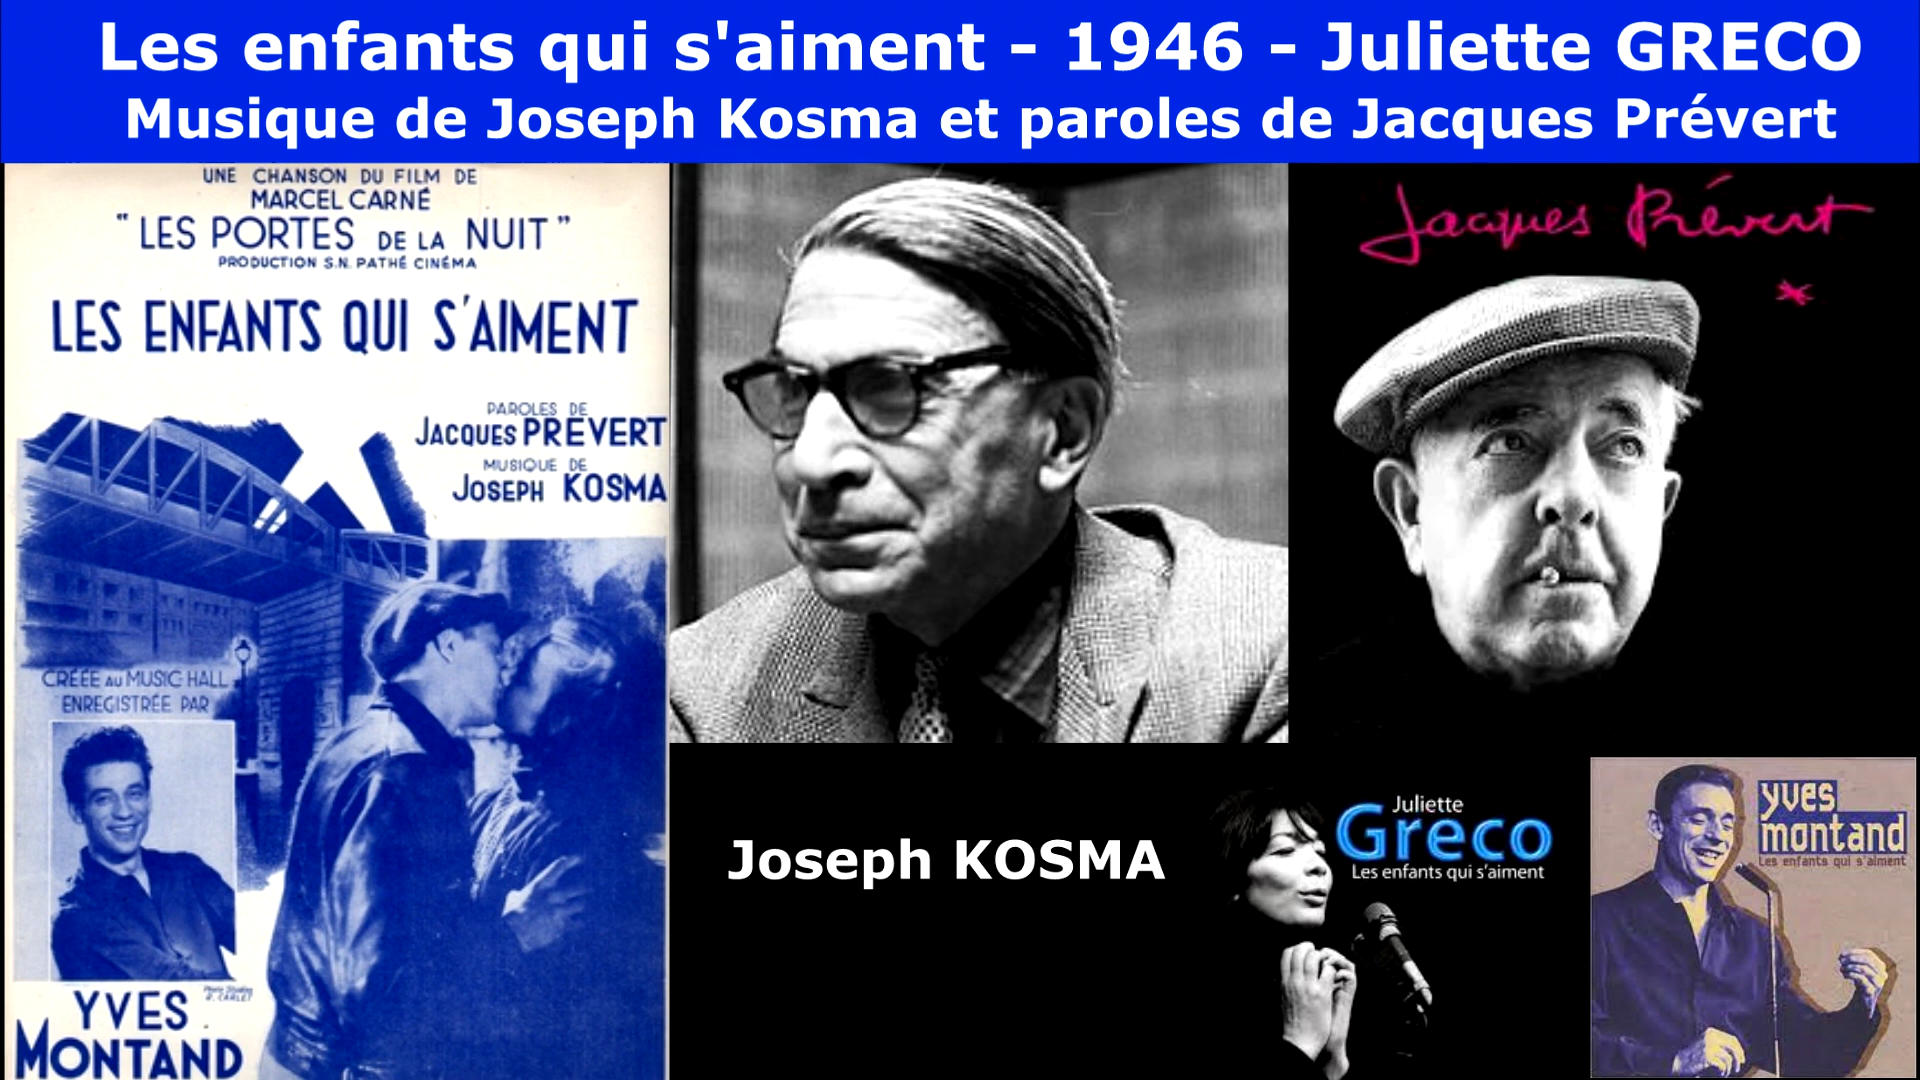 Les enfants qui s'aiment - 1946 - Juliette GRECO
Musique de Joseph Kosma et paroles de Jacques Prévert
UNE CHANSON DU FILM DE
MARCEL CARNÉ
"LES PORTES DE LA NUIT"
PRODUCTION S.N. PATHÉ CINÉMA
LES ENFANTS QUI S'AIMENT
PAROLES DE
JACQUES PREVERT
MUSIQUE DE
JOSEPH KOSMA
CRÉÉE AU MUSIC HALL
ENREGISTRÉE PAR
Photo Studios
R. CARLET
YVES
MONTAND
Jacques Prévert
Joseph KOSMA
Juliette
Greco
Les enfants qui s'aiment
yves
montand
Les enfants qui s'aiment